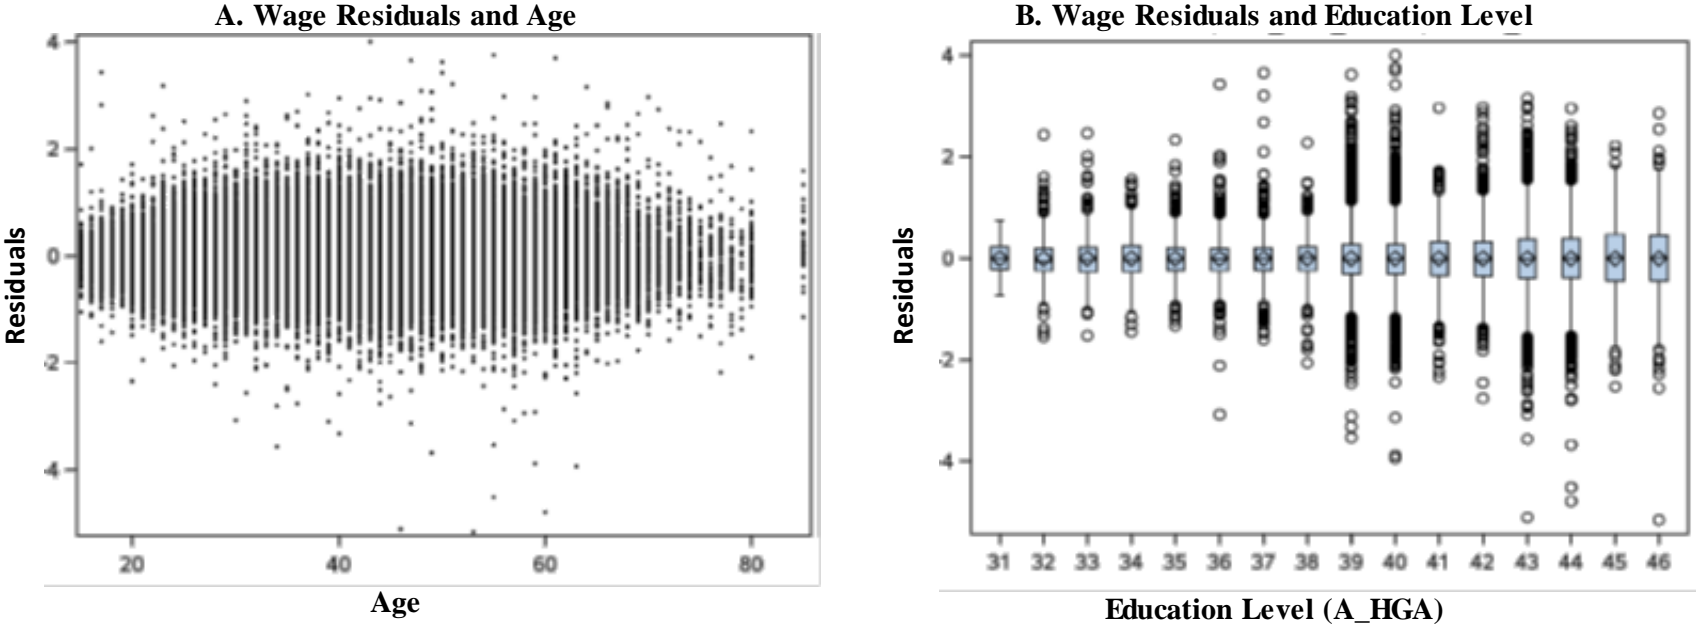 A. Wage Residuals and Age
4
2
0
-2
-4
Residuals
20 40 60 80
Age
B. Wage Residuals and Education Level
4
2
0
-2
-4
Residuals
31 32 33 34 35 36 37 38 39 40 41 42 43 44 45 46
Education Level (A_HGA)